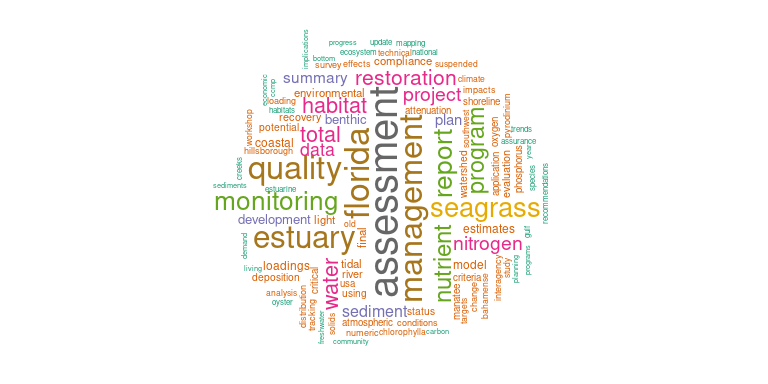 progress
update
mapping
implications
ecosystem
technical
national
bottom
survey
effects
compliance
suspended
summary
restoration
climate
economic
ccmp
environmental
project
impacts
loading
habitat
shoreline
habitats
attenuation
recovery
benthic
plan
southwest
oxygen
pyrodinium
workshop
potential
total
trends
coastal
data
assurance
hillsborough
florida
assessment
management
report
program
watershed
application
evaluation
phosphorus
year
creeks
quality
species
sediments
estuarine
recommendations
monitoring
seagrass
development
light
old
final
nutrient
estimates
gulf
demand
estuary
nitrogen
programs
planning
living
loadings
tidal
model
study
interagency
deposition
critical
river
criteria
water
usa
analysis
using
manatee
targets
change
bahamense
oyster
distribution
tracking
sediment
status
freshwater
solids
atmospheric
conditions
numeric
chlorophylla
carbon
community